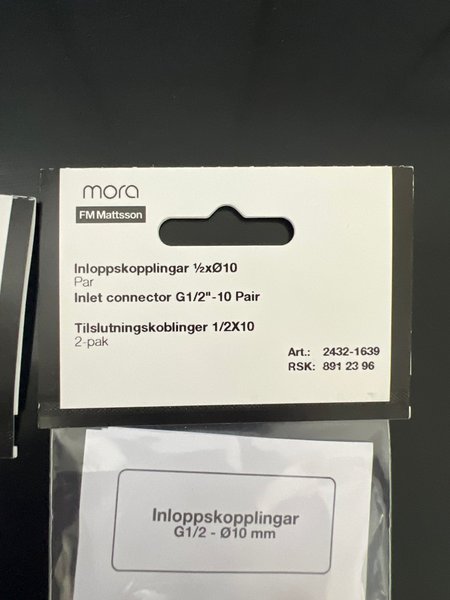 mora
FM Mattsson
Inloppskopplingar ½xØ10
Par
Inlet connector G1/2"-10 Pair
Tilslutningskoblinger 1/2X10
2-pak
Art.: 2432-1639
RSK: 891 23 96
Inloppskopplingar
G1/2 - Ø10 mm